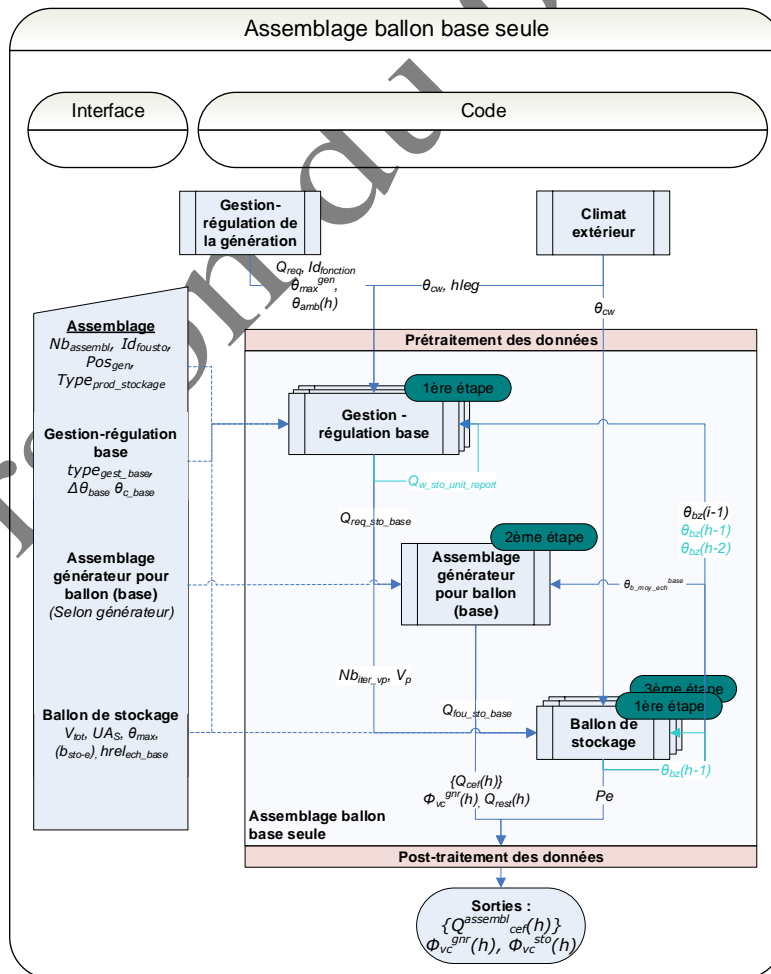 Assemblage ballon base seule
Interface
Code
Gestion-
régulation de
la génération
Climat
extérieur
Q_req, Id_fonction
θ_max^gen,
θ_amb(h)
θ_cw, hleg
θ_cw
Assemblage
Nb_assembl, Id_fousto,
Pos_gen,
Type_prod_stockage
Gestion-régulation
base
type_gest_base,
Δθ_base θ_c_base
Assemblage
générateur pour
ballon (base)
(Selon générateur)
Ballon de stockage
V_tot, UA_S, θ_max,
(b_sto-e), hrel_ech_base
Prétraitement des données
1ère étape
Gestion -
régulation base
Q_w_sto_unit_report
Q_req_sto_base
θ_bz(i-1)
θ_bz(h-1)
θ_bz(h-2)
2ème étape
Assemblage
générateur pour
ballon (base)
θ_b_moy_ech^base
Nb_iter_vp, V_p
Q_fou_sto_base
3ème étape
1ère étape
Ballon de
stockage
θ_bz(h-1)
{Q_cef(h)}
Φ_vc^gnr(h), Q_rest(h)
Pe
Assemblage ballon
base seule
Post-traitement des données
Sorties :
{Q^assembl_cef(h)}
Φ_vc^gnr(h), Φ_vc^sto(h)